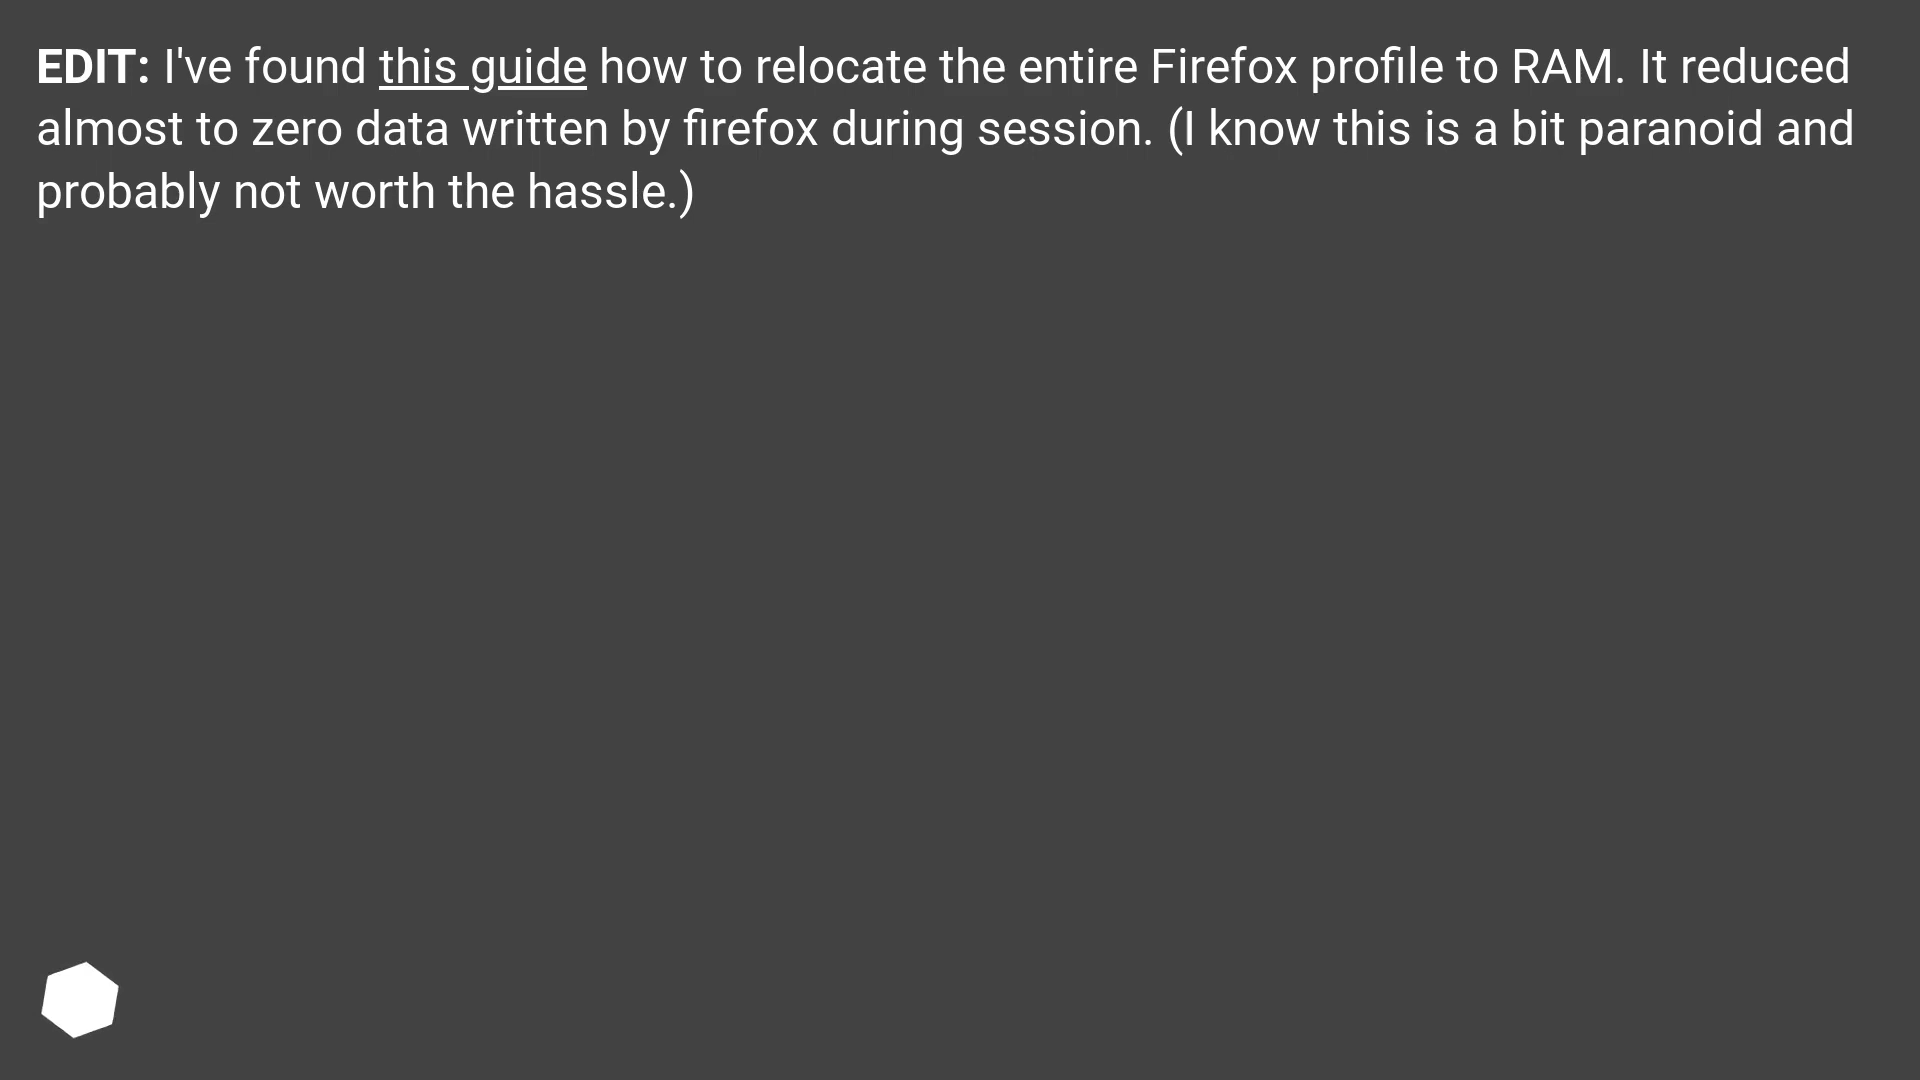 EDIT: I've found this guide how to relocate the entire Firefox profile to RAM. It reduced
almost to zero data written by firefox during session. (I know this is a bit paranoid and
probably not worth the hassle.)